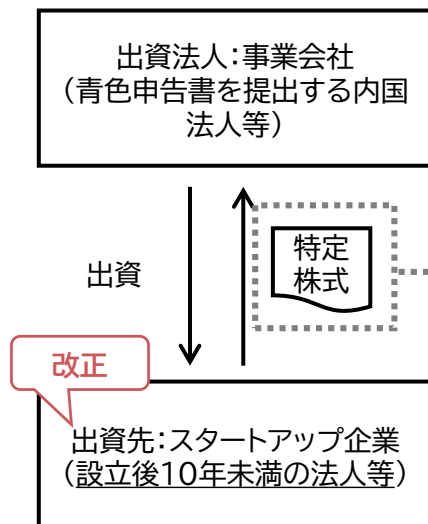 出資法人：事業会社
（青色申告書を提出する内国
法人等）
特定
株式
出資
改正
出資先：スタートアップ企業
（設立後10年未満の法人等）